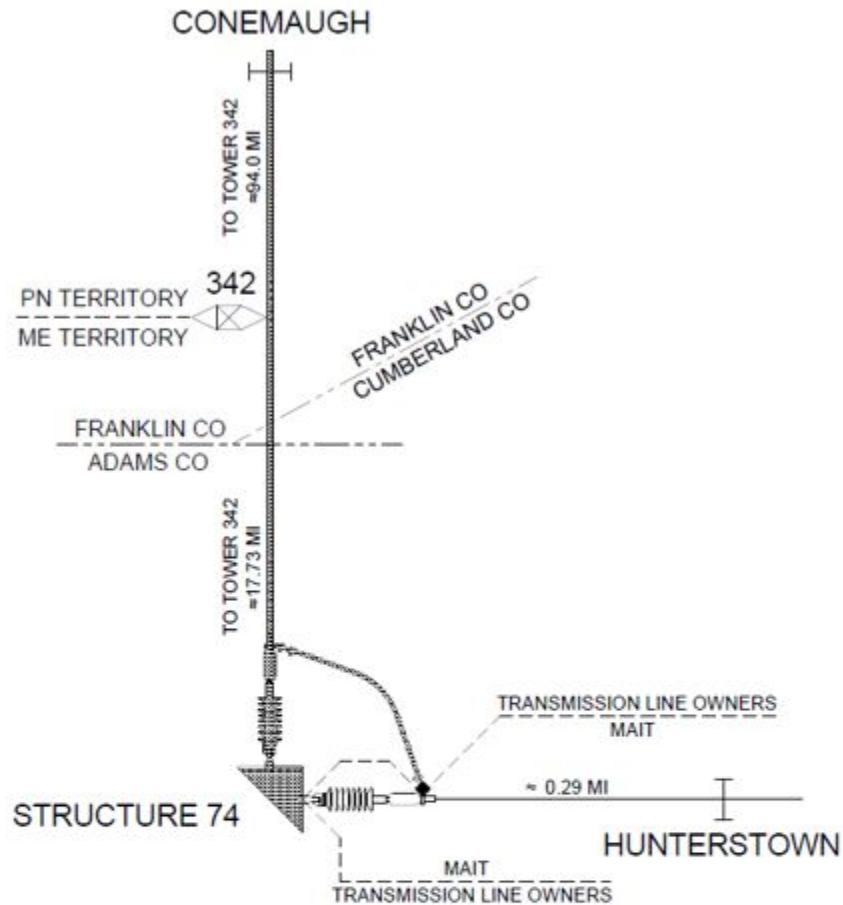 CONEMAUGH
TO TOWER 342
≈94.0 MI
342
PN TERRITORY
ME TERRITORY
FRANKLIN CO
CUMBERLAND CO
FRANKLIN CO
ADAMS CO
TO TOWER 342
≈17.73 MI
TRANSMISSION LINE OWNERS
MAIT
≈ 0.29 MI
STRUCTURE 74
HUNTERSTOWN
MAIT
TRANSMISSION LINE OWNERS